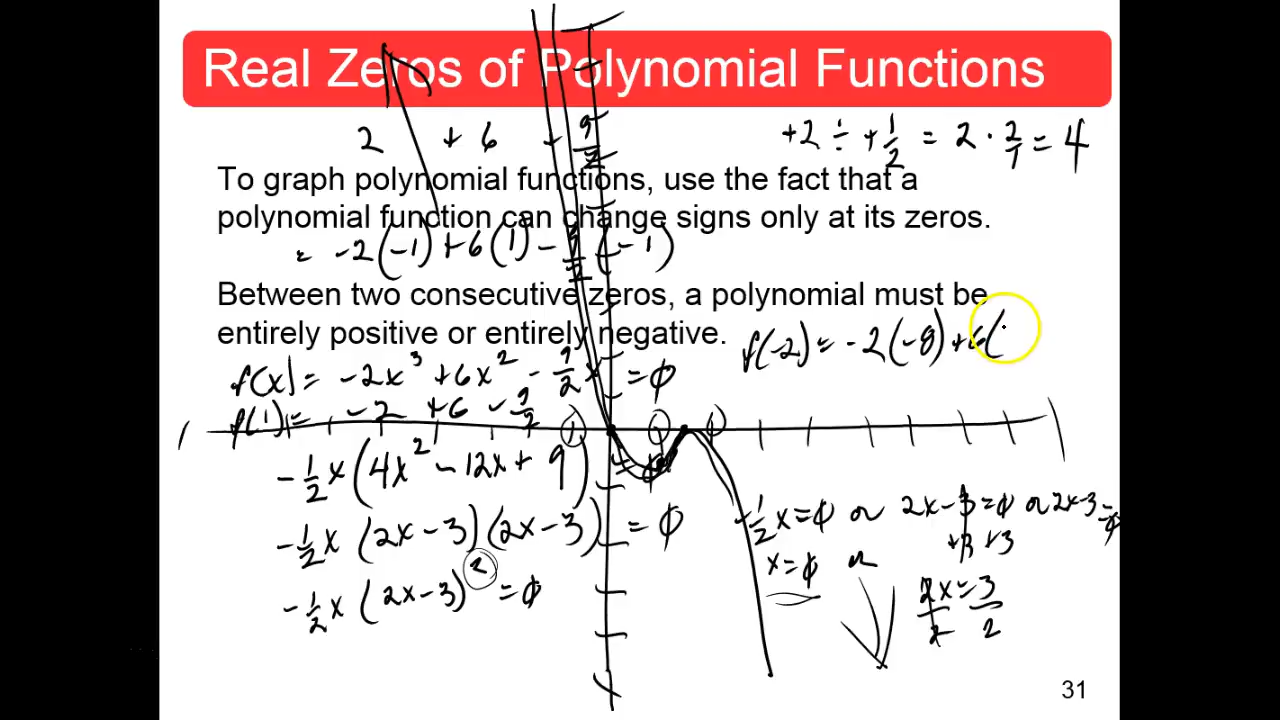 Real Zeros of Polynomial Functions
2 + 6 + 9/2
+2 ÷ +1/2 = 2 · 2/1 = 4
To graph polynomial functions, use the fact that a
polynomial function can change signs only at its zeros.
= -2(-1) + 6(1) - 9/2(-1)
Between two consecutive zeros, a polynomial must be
entirely positive or entirely negative.
f(-2) = -2(-8) + 6(
f(x) = -2x³ + 6x² - 9/2x = 0
f(1) = -2 + 6 - 9/2
-1/2x(4x² - 12x + 9) = 0
-1/2x(2x-3)(2x-3) = 0
-1/2x = 0 or 2x-3=0 or 2x-3=0
+3 +3
x=0 or
-1/2x(2x-3)² = 0
2x=3
2 2
31